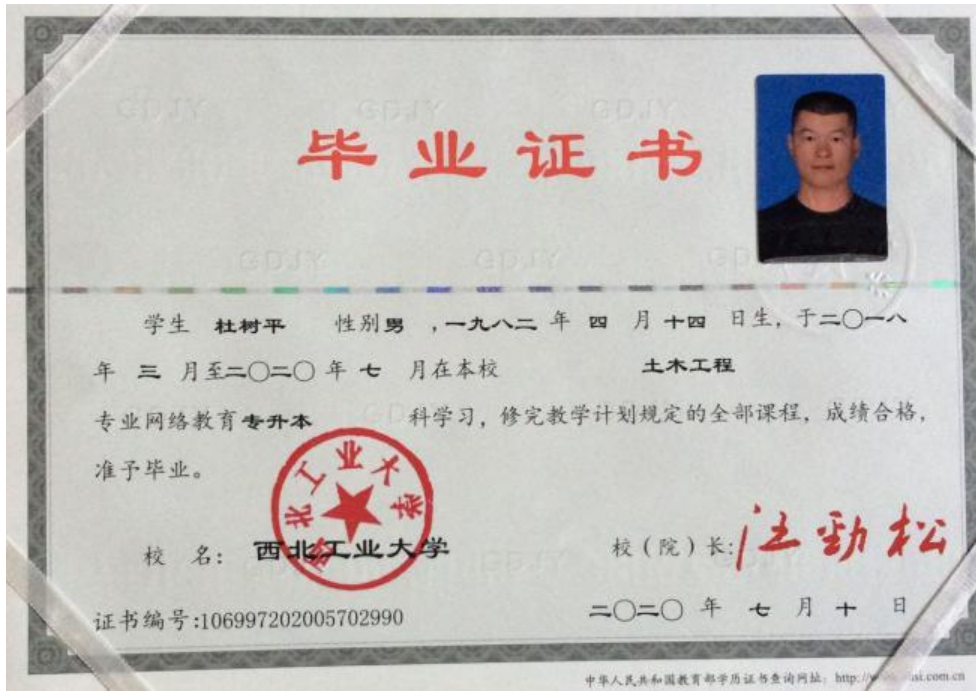 GDJY GDJY GDJY
毕业证书
GDJY GDJY
学生 杜树平 性别男 ,一九八二 年 四 月 十四 日生, 于二〇一八
年 三 月至二〇二〇 年 七 月在本校 土木工程
专业网络教育 专升本 科学习, 修完教学计划规定的全部课程, 成绩合格,
准予毕业。
西北工业大学
校 名: 西北工业大学 校(院)长: 汪劲松
证书编号:106997202005702990 二〇二〇 年 七 月 十 日
中华人民共和国教育部学历证书查询网址: http://